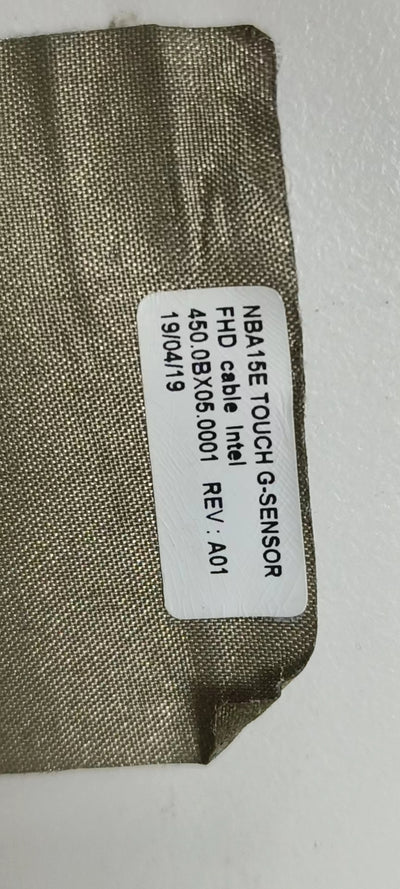 NBA15E TOUCH G-SENSOR
FHD cable Intel
450.0BX05.0001 REV : A01
19/04/19